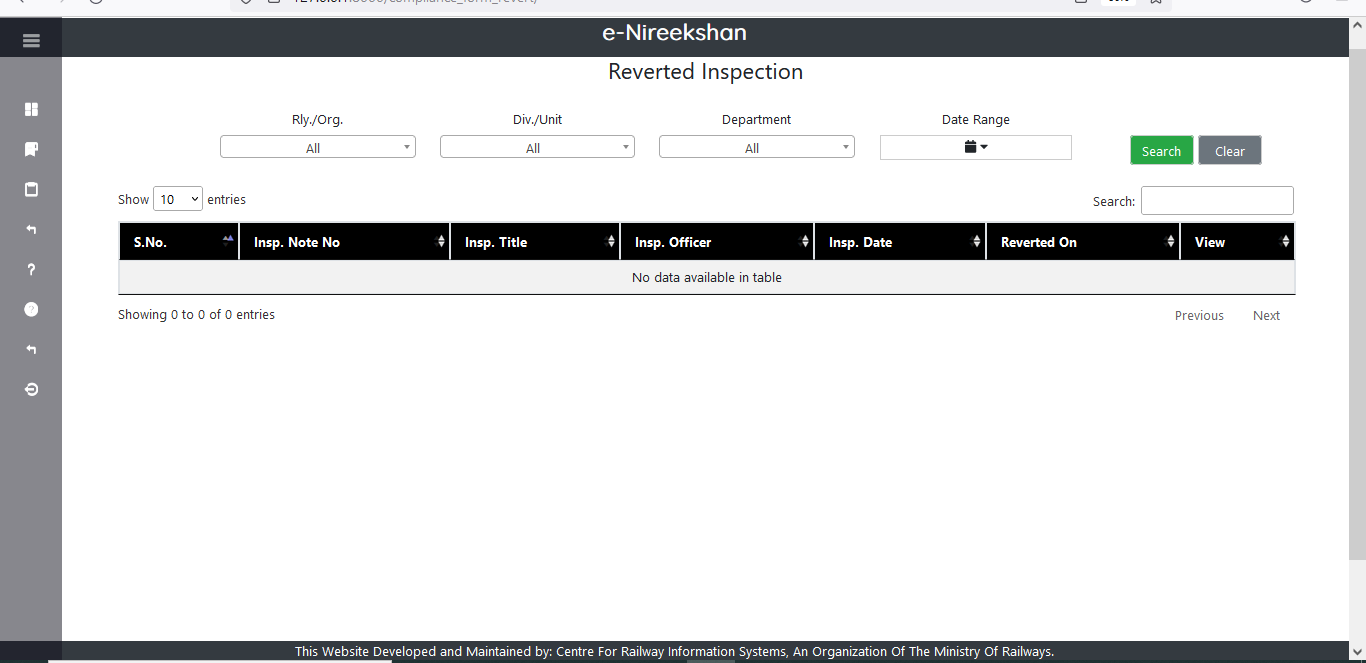 e-Nireekshan
Reverted Inspection
Rly./Org. Div./Unit Department Date Range
All All All Search Clear
Show 10 entries Search:
S.No. Insp. Note No Insp. Title Insp. Officer Insp. Date Reverted On View
No data available in table
Showing 0 to 0 of 0 entries Previous Next
This Website Developed and Maintained by: Centre For Railway Information Systems, An Organization Of The Ministry Of Railways.